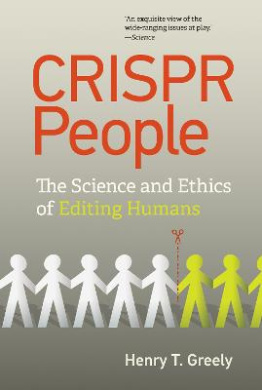 'An exquisite view of the
wide-ranging issues at play.'
—Science
CRISPR
People
The Science and Ethics
of Editing Humans
Henry T. Greely